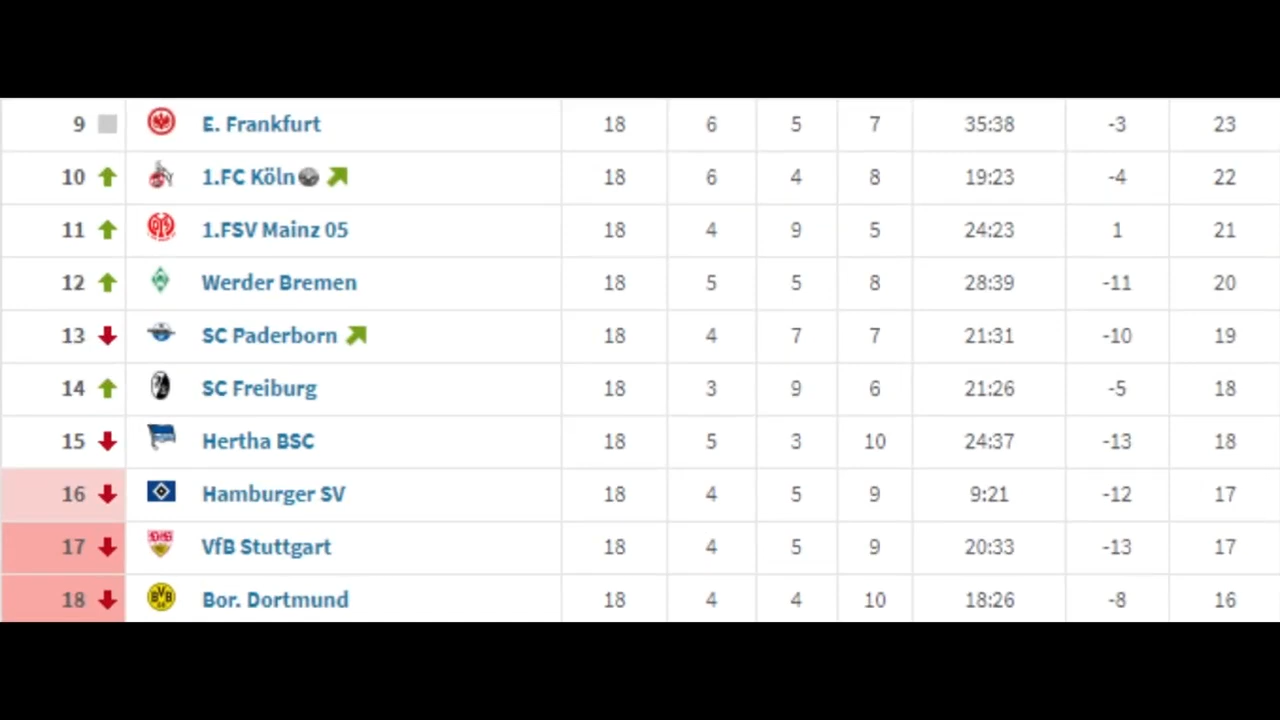 9 E. Frankfurt 18 6 5 7 35:38 -3 23
10 1.FC Köln 18 6 4 8 19:23 -4 22
11 1.FSV Mainz 05 18 4 9 5 24:23 1 21
12 Werder Bremen 18 5 5 8 28:39 -11 20
13 SC Paderborn 18 4 7 7 21:31 -10 19
14 SC Freiburg 18 3 9 6 21:26 -5 18
15 Hertha BSC 18 5 3 10 24:37 -13 18
16 Hamburger SV 18 4 5 9 9:21 -12 17
17 VfB Stuttgart 18 4 5 9 20:33 -13 17
18 Bor. Dortmund 18 4 4 10 18:26 -8 16